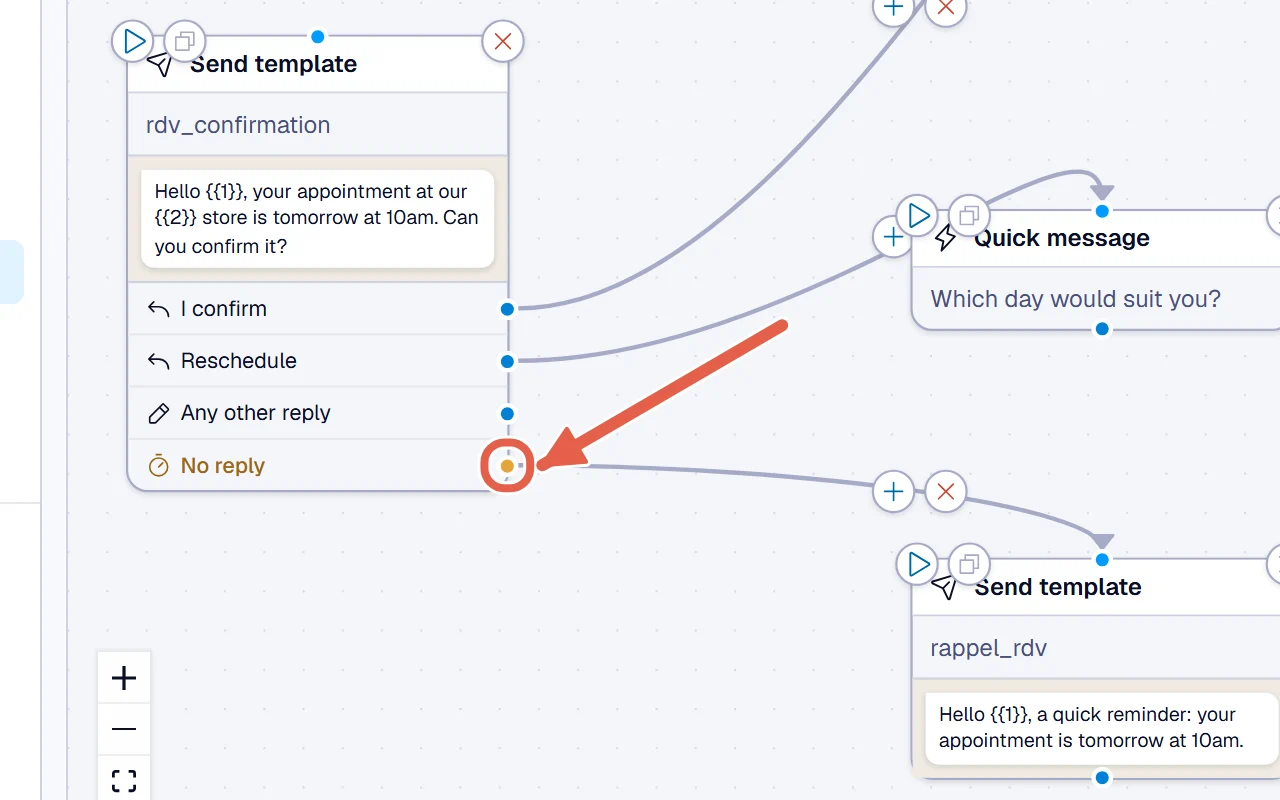 Send template
rdv_confirmation
Hello {{1}}, your appointment at our
{{2}} store is tomorrow at 10am. Can
you confirm it?
I confirm
Reschedule
Any other reply
No reply
Quick message
Which day would suit you?
Send template
rappel_rdv
Hello {{1}}, a quick reminder: your
appointment is tomorrow at 10am.